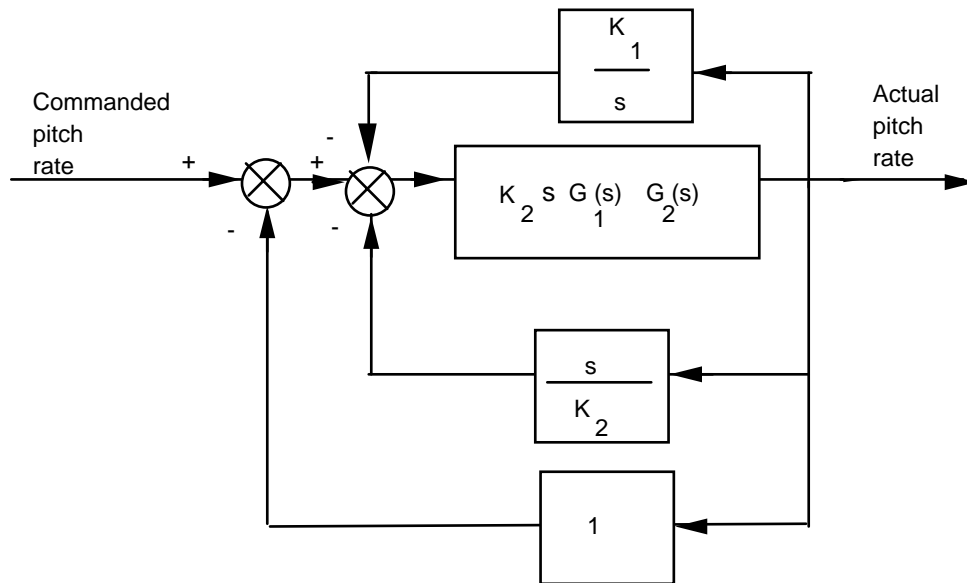 K
1
s
Commanded
pitch
rate
Actual
pitch
rate
-
+
+
K 2 s G 1 (s) G 2 (s)
-
-
s
K 2
1